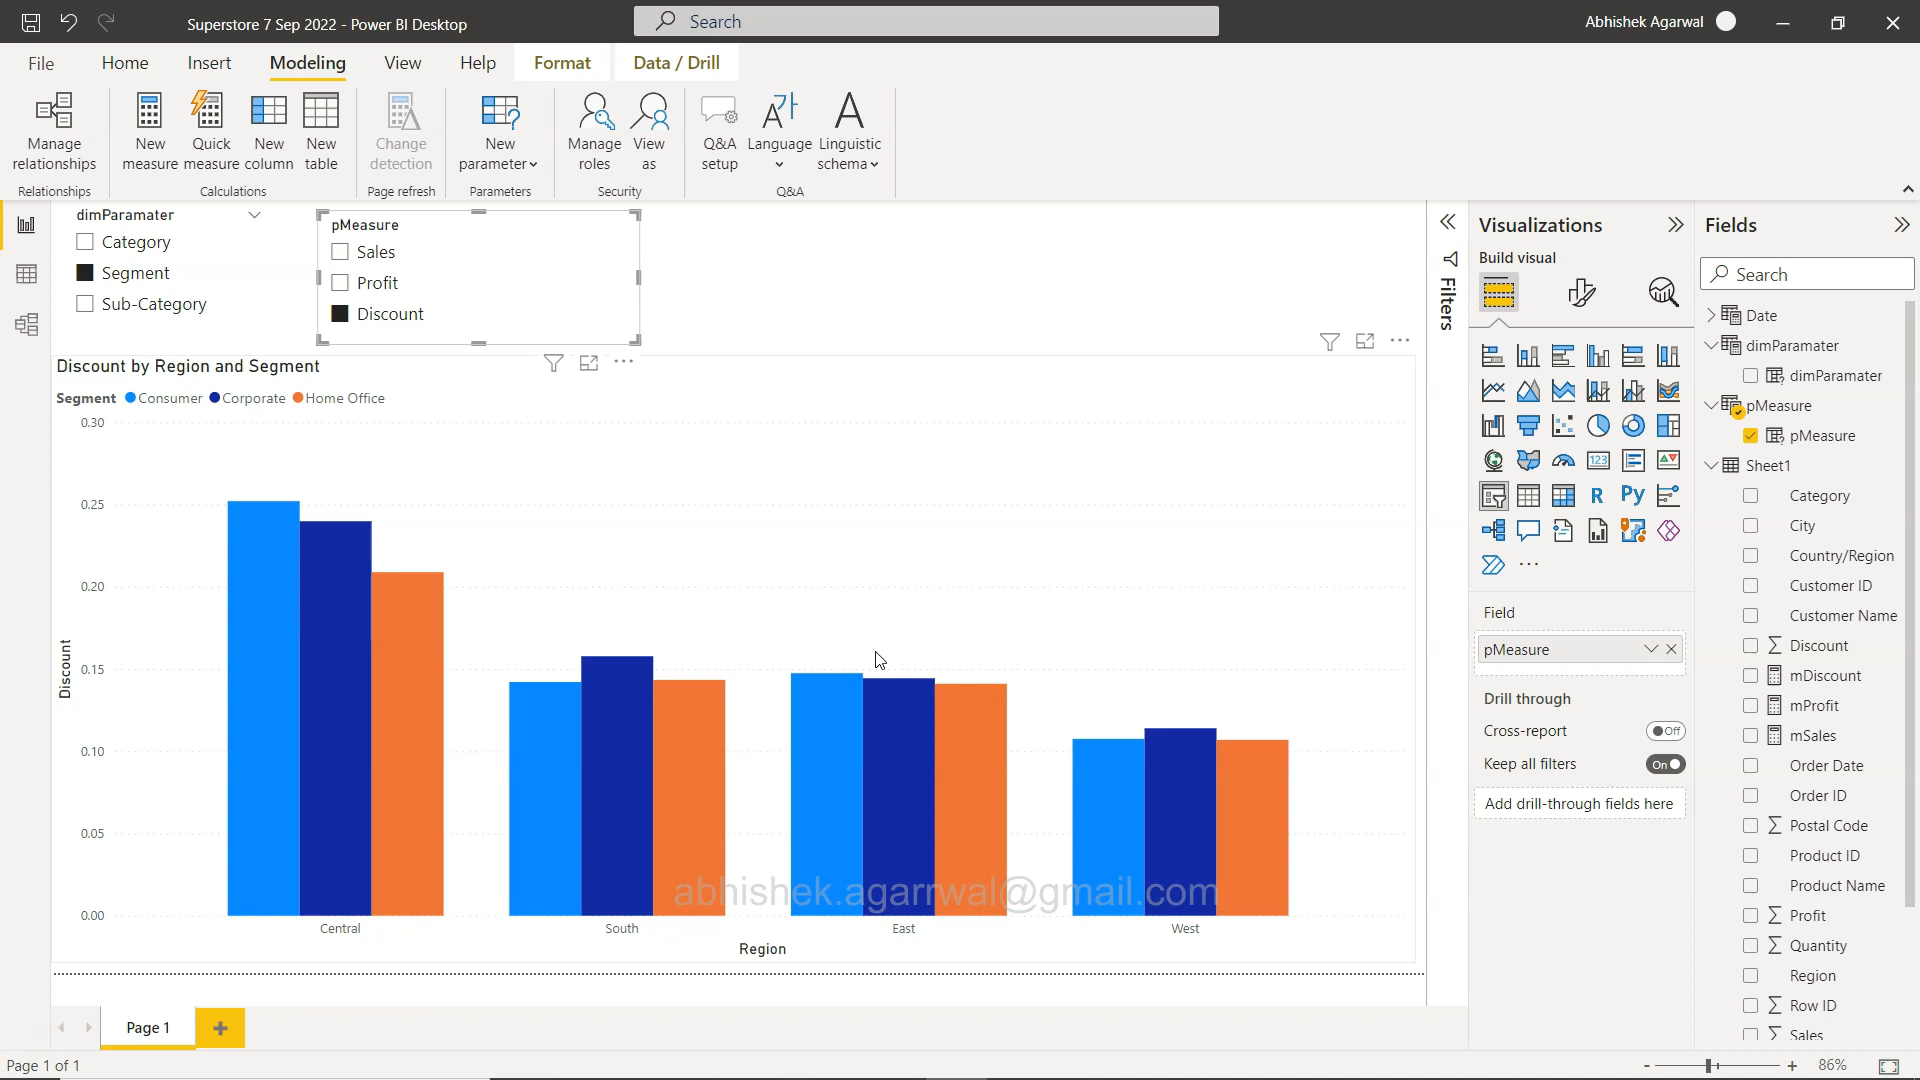 Superstore 7 Sep 2022 - Power BI Desktop
Search
Abhishek Agarwal
File
Home
Insert
Modeling
View
Help
Format
Data / Drill
Manage
relationships
New
measure
Quick
measure
New
column
New
table
Change
detection
New
parameter
Manage
roles
View
as
Q&A
setup
Language
Linguistic
schema
Relationships
Calculations
Page refresh
Parameters
Security
Q&A
dimParamater
Category
Segment
Sub-Category
pMeasure
Sales
Profit
Discount
Discount by Region and Segment
Segment Consumer Corporate Home Office
0.30
0.25
0.20
0.15
0.10
0.05
0.00
Discount
Central
South
East
West
Region
abhishek.agarrwal@gmail.com
Page 1
Page 1 of 1
Filters
Visualizations
Build visual
123
R
Py
Field
pMeasure
Drill through
Cross-report
Off
Keep all filters
On
Add drill-through fields here
Fields
Search
Date
dimParamater
dimParamater
pMeasure
pMeasure
Sheet1
Category
City
Country/Region
Customer ID
Customer Name
Discount
mDiscount
mProfit
mSales
Order Date
Order ID
Postal Code
Product ID
Product Name
Profit
Quantity
Region
Row ID
Sales
86%